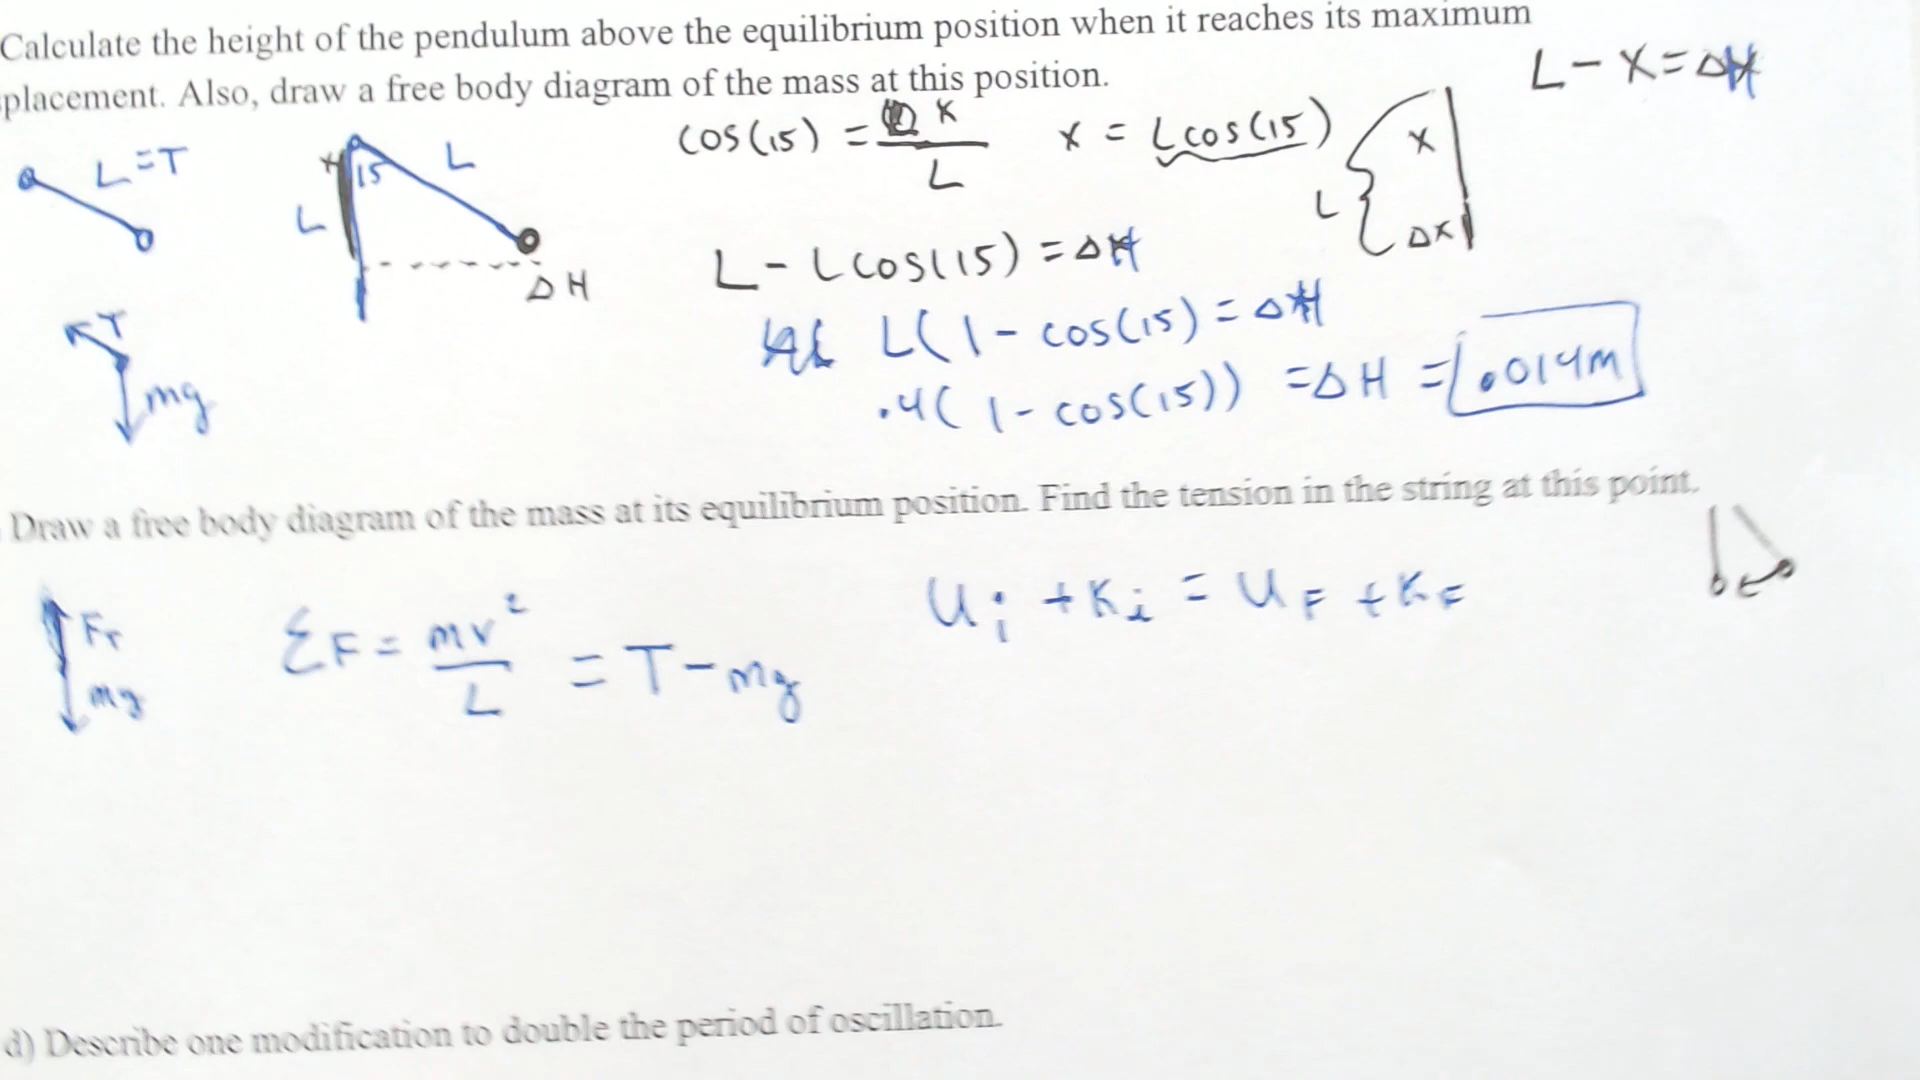 Calculate the height of the pendulum above the equilibrium position when it reaches its maximum
placement. Also, draw a free body diagram of the mass at this position.
L - X = ΔH
L = T
15
L
L
ΔH
cos(15) = x / L
x = Lcos(15)
x
L
Δx
L - Lcos(15) = ΔH
L(1 - cos(15) = ΔH
.4(1 - cos(15)) = ΔH = .014m
T
mg
Draw a free body diagram of the mass at its equilibrium position. Find the tension in the string at this point.
FT
mg
ΣF = mv² / L = T - mg
Ui + Ki = UF + KF
d) Describe one modification to double the period of oscillation.